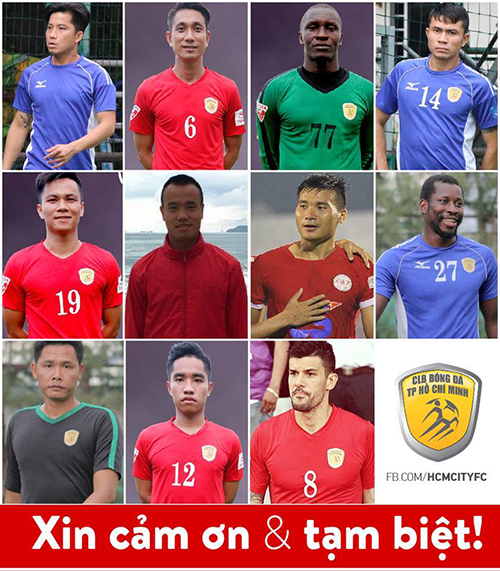 6
77
14
19
27
12
8
CLB BÓNG ĐÁ
TP HỒ CHÍ MINH
FB.COM/HCMCITYFC
Xin cảm ơn & tạm biệt!